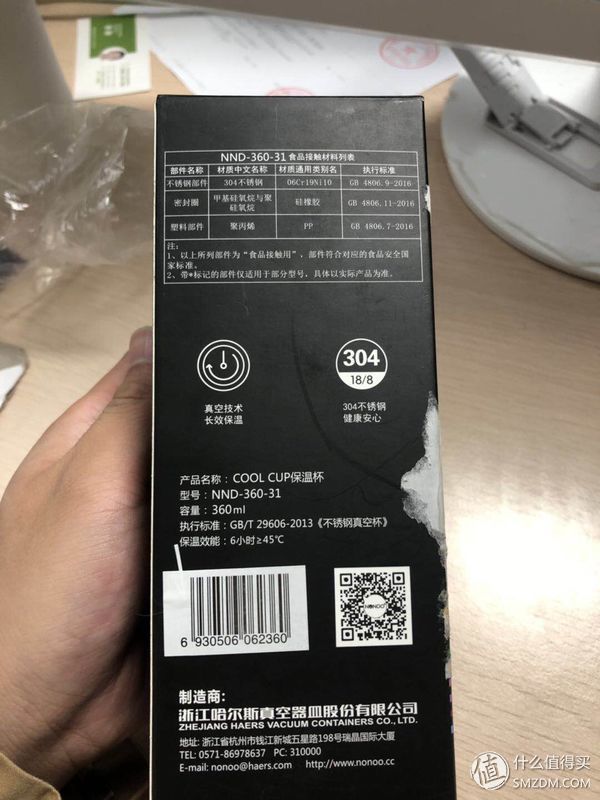 NND-360-31食品接触材料列表
部件名称 材质中文名称 材质通用类别名 执行标准
不锈钢部件 304不锈钢 06Cr19Ni10 GB 4806.9-2016
密封圈 甲基硅氧烷与聚硅氧烷 硅橡胶 GB 4806.11-2016
塑料部件 聚丙烯 PP GB 4806.7-2016
注:
1、以上所列部件为“食品接触用”，部件符合对应的食品安全国
家标准。
2、带*标记的部件仅适用于部分型号，具体以实际产品为准。
304
18/8
真空技术 304不锈钢
长效保温 健康安心
产品名称：COOL CUP保温杯
型号：NND-360-31
容量：360ml
执行标准：GB/T 29606-2013《不锈钢真空杯》
保温效能：6小时≥45℃
NONOO
6 930506 062360
制造商:
浙江哈尔斯真空器皿股份有限公司
ZHEJIANG HAERS VACUUM CONTAINERS CO., LTD.
地址: 浙江省杭州市钱江新城五星路198号瑞晶国际大厦
TEL: 0571-86978637 PC: 310000
E-mail: nonoo@haers.com http://www.nonoo.cc
值 什么值得买
SMZDM.COM